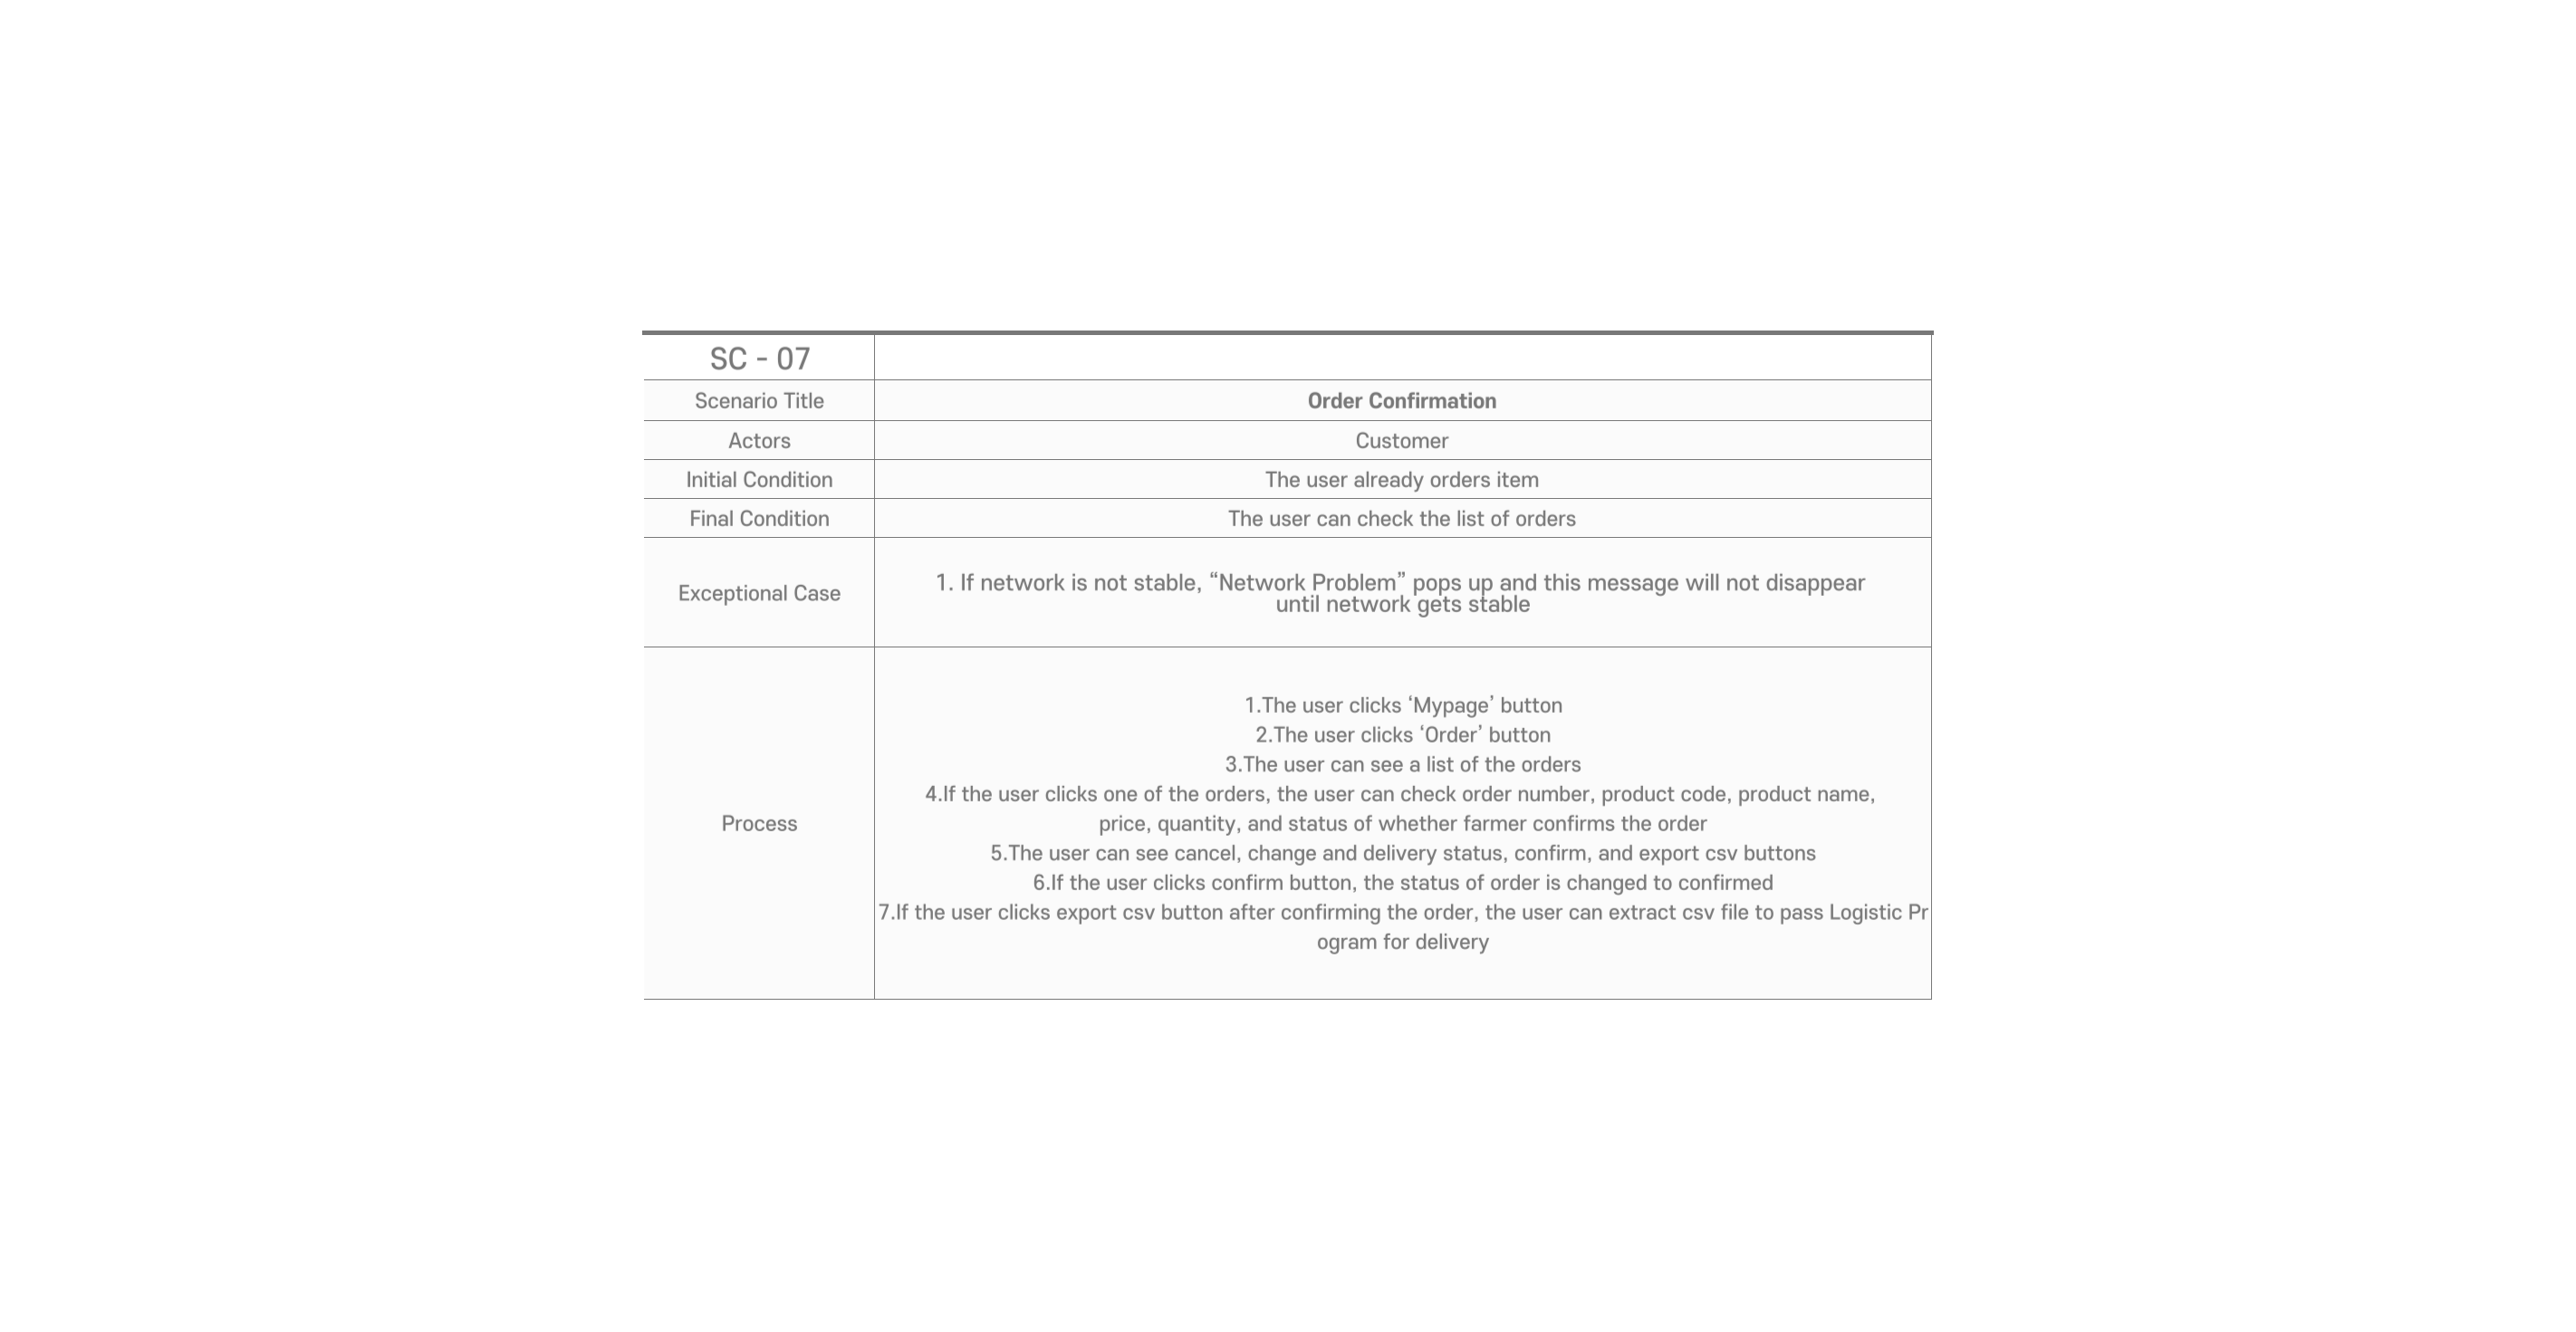 SC - 07
Scenario Title
Order Confirmation
Actors
Customer
Initial Condition
The user already orders item
Final Condition
The user can check the list of orders
Exceptional Case
1. If network is not stable, “Network Problem” pops up and this message will not disappear
until network gets stable
Process
1.The user clicks ‘Mypage’ button
2.The user clicks ‘Order’ button
3.The user can see a list of the orders
4.If the user clicks one of the orders, the user can check order number, product code, product name,
price, quantity, and status of whether farmer confirms the order
5.The user can see cancel, change and delivery status, confirm, and export csv buttons
6.If the user clicks confirm button, the status of order is changed to confirmed
7.If the user clicks export csv button after confirming the order, the user can extract csv file to pass Logistic Pr
ogram for delivery